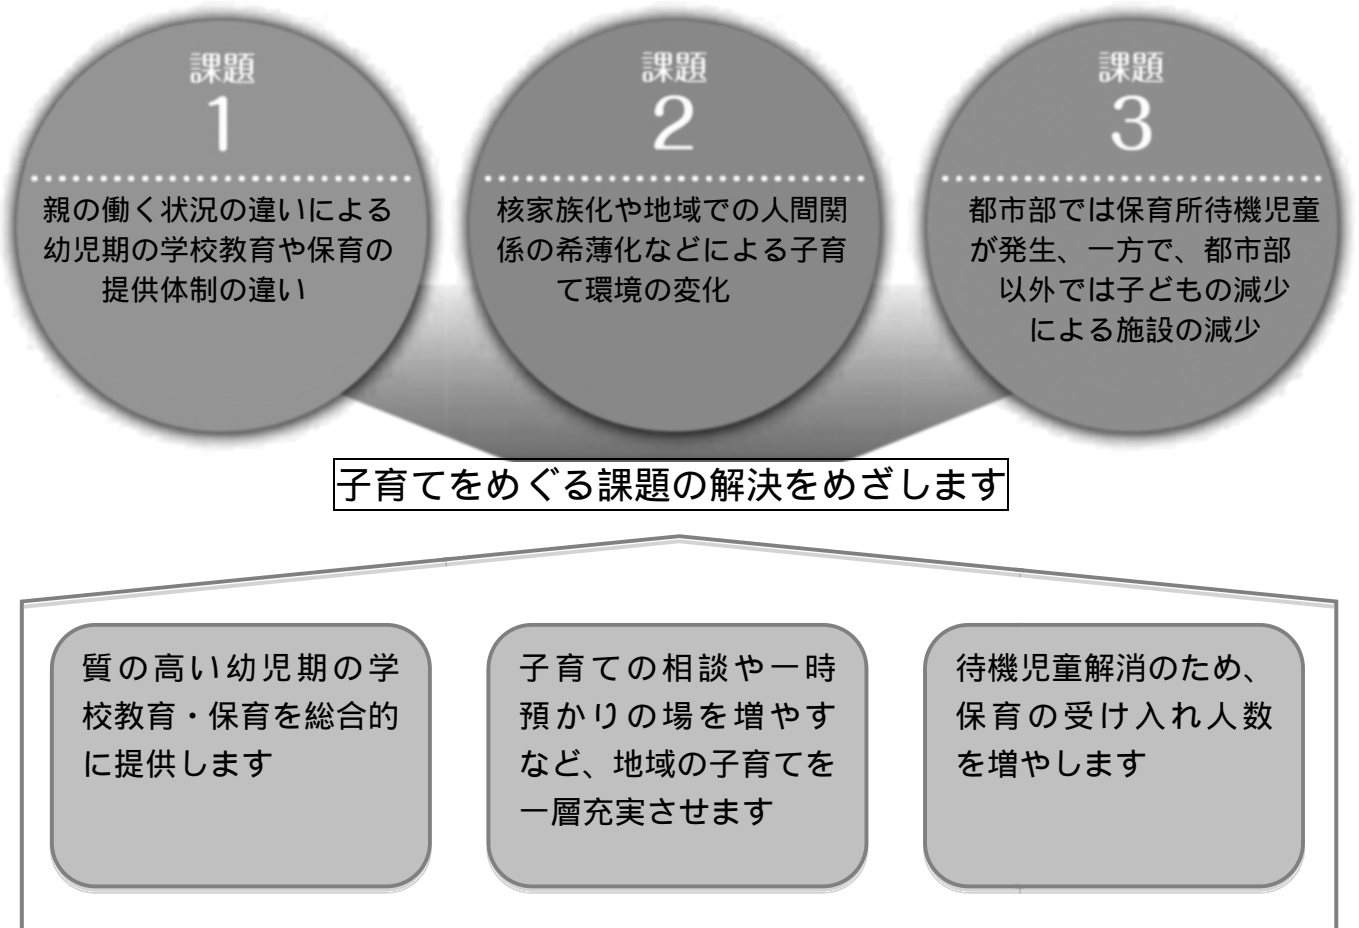 課題
1
親の働く状況の違いによる
幼児期の学校教育や保育の
提供体制の違い
課題
2
核家族化や地域での人間関
係の希薄化などによる子育
て環境の変化
課題
3
都市部では保育所待機児童
が発生、一方で、都市部
以外では子どもの減少
による施設の減少
子育てをめぐる課題の解決をめざします
質の高い幼児期の学
校教育・保育を総合的
に提供します
子育ての相談や一時
預かりの場を増やす
など、地域の子育てを
一層充実させます
待機児童解消のため、
保育の受け入れ人数
を増やします